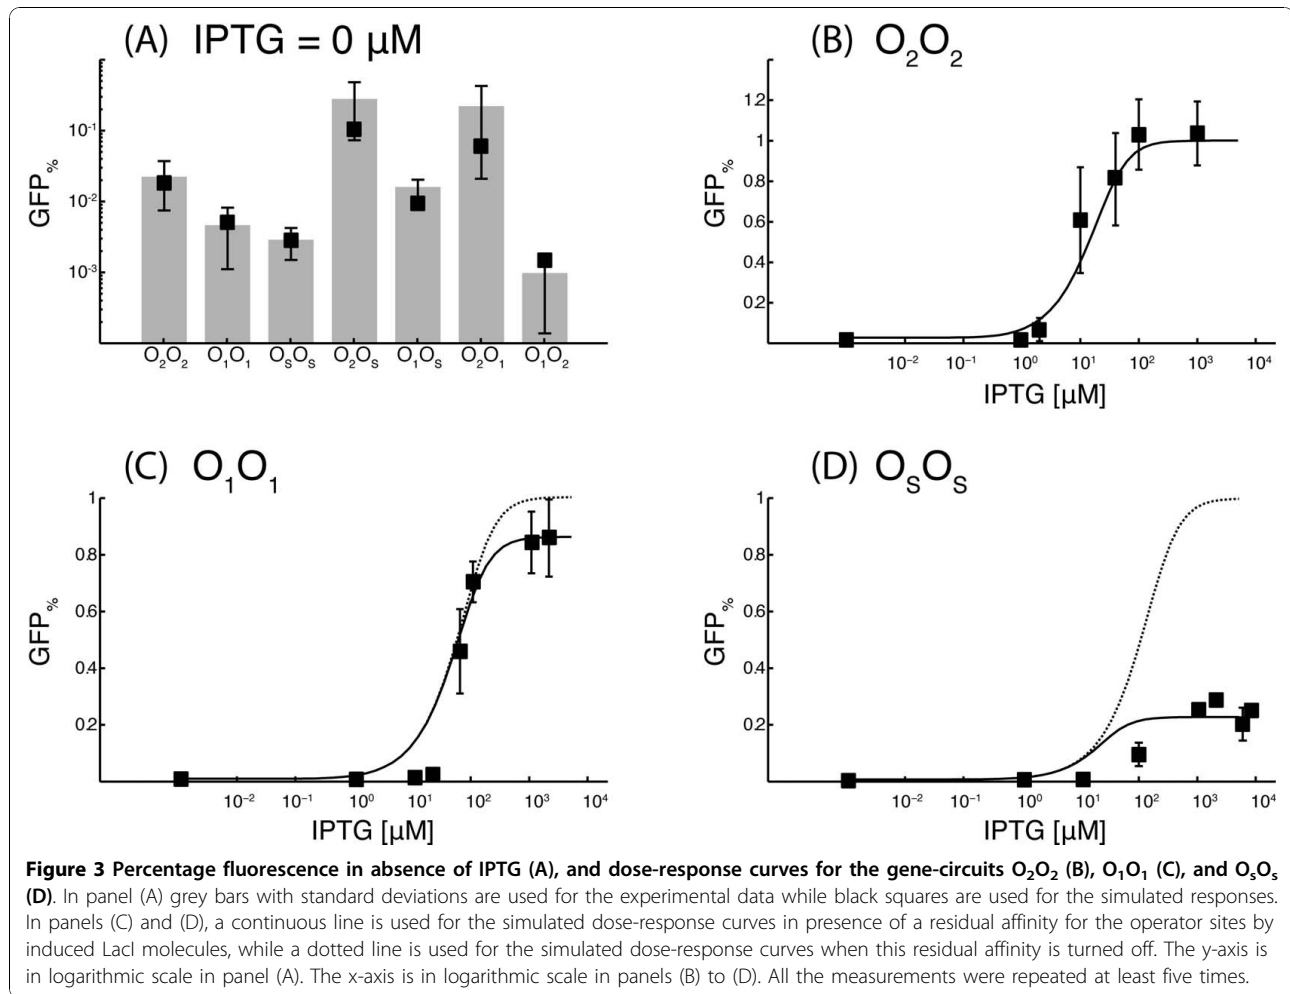 (A) IPTG = 0 µM
GFP%
10⁻¹
10⁻²
10⁻³
O₂O₂ O₁O₁ OₛOₛ O₂Oₛ O₁Oₛ O₂O₁ O₁O₂
(B) O₂O₂
GFP%
1.2
1
0.8
0.6
0.4
0.2
10⁻² 10⁻¹ 10⁰ 10¹ 10² 10³ 10⁴
IPTG [µM]
(C) O₁O₁
GFP%
1
0.8
0.6
0.4
0.2
10⁻² 10⁻¹ 10⁰ 10¹ 10² 10³ 10⁴
IPTG [µM]
(D) OₛOₛ
GFP%
1
0.8
0.6
0.4
0.2
10⁻² 10⁻¹ 10⁰ 10¹ 10² 10³ 10⁴
IPTG [µM]
Figure 3 Percentage fluorescence in absence of IPTG (A), and dose-response curves for the gene-circuits O₂O₂ (B), O₁O₁ (C), and OₛOₛ
(D). In panel (A) grey bars with standard deviations are used for the experimental data while black squares are used for the simulated responses.
In panels (C) and (D), a continuous line is used for the simulated dose-response curves in presence of a residual affinity for the operator sites by
induced LacI molecules, while a dotted line is used for the simulated dose-response curves when this residual affinity is turned off. The y-axis is
in logarithmic scale in panel (A). The x-axis is in logarithmic scale in panels (B) to (D). All the measurements were repeated at least five times.